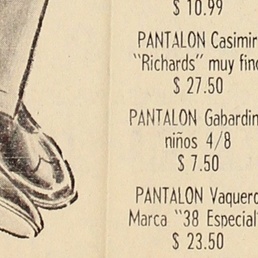 $ 10.99
PANTALON Casimir
"Richards" muy fino
$ 27.50
PANTALON Gabardin
niños 4/8
$ 7.50
PANTALON Vaquero
Marca "38 Especial"
$ 23.50